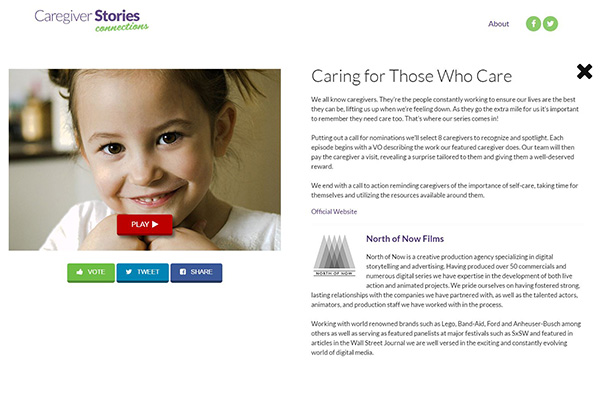 Caregiver Stories
connections
About
Caring for Those Who Care
We all know caregivers. They're the people constantly working to ensure our lives are the best
they can be, lifting us up when we're feeling down. As they go the extra mile for us it's important
to remember they need care too. That's where our series comes in!
Putting out a call for nominations we'll select 8 caregivers to recognize and spotlight. Each
episode begins with a VO describing the work our featured caregiver does. Our team will then
pay the caregiver a visit, revealing a surprise tailored to them and giving them a well-deserved
reward.
We end with a call to action reminding caregivers of the importance of self-care, taking time for
themselves and utilizing the resources available around them.
Official Website
PLAY
VOTE
TWEET
SHARE
NORTH OF NOW
North of Now Films
North of Now is a creative production agency specializing in digital
storytelling and advertising. Having produced over 50 commercials and
numerous digital series we have expertise in the development of both live
action and animated projects. We pride ourselves on having fostered strong,
lasting relationships with the companies we have partnered with, as well as the talented actors,
animators, and production staff we have worked with in the process.
Working with world renowned brands such as Lego, Band-Aid, Ford and Anheuser-Busch among
others as well as serving as featured panelists at major festivals such as SxSW and featured in
articles in the Wall Street Journal we are well versed in the exciting and constantly evolving
world of digital media.